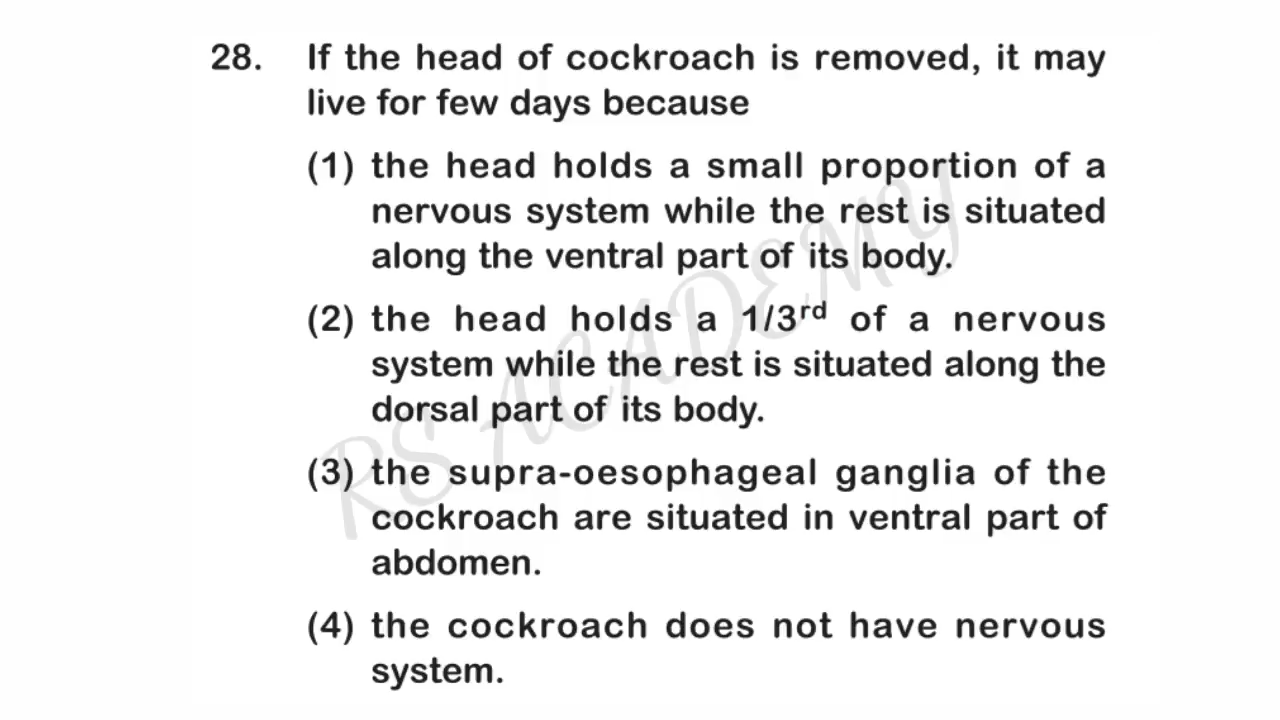 28. If the head of cockroach is removed, it may
live for few days because
(1) the head holds a small proportion of a
nervous system while the rest is situated
along the ventral part of its body.
(2) the head holds a 1/3rd of a nervous
system while the rest is situated along the
dorsal part of its body.
(3) the supra-oesophageal ganglia of the
cockroach are situated in ventral part of
abdomen.
(4) the cockroach does not have nervous
system.
RS ACADEMY